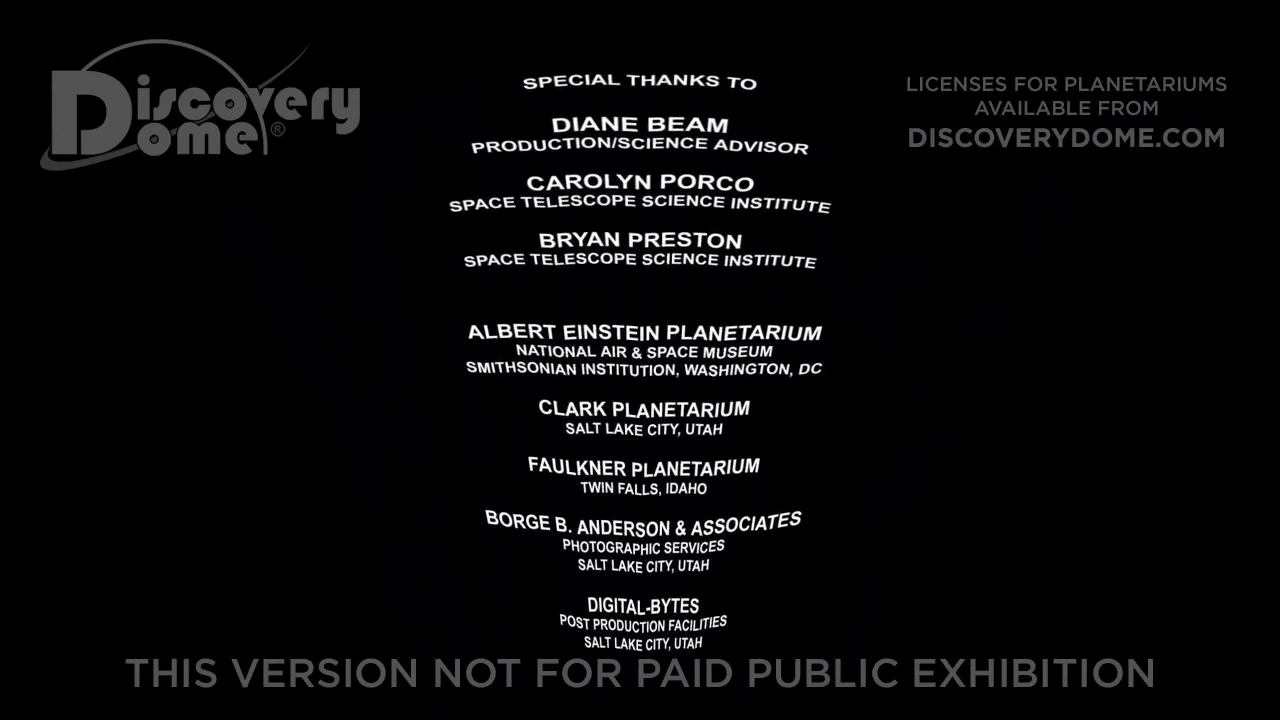 Discovery Dome®
LICENSES FOR PLANETARIUMS
AVAILABLE FROM
DISCOVERYDOME.COM
SPECIAL THANKS TO
DIANE BEAM
PRODUCTION/SCIENCE ADVISOR
CAROLYN PORCO
SPACE TELESCOPE SCIENCE INSTITUTE
BRYAN PRESTON
SPACE TELESCOPE SCIENCE INSTITUTE
ALBERT EINSTEIN PLANETARIUM
NATIONAL AIR & SPACE MUSEUM
SMITHSONIAN INSTITUTION, WASHINGTON, DC
CLARK PLANETARIUM
SALT LAKE CITY, UTAH
FAULKNER PLANETARIUM
TWIN FALLS, IDAHO
BORGE B. ANDERSON & ASSOCIATES
PHOTOGRAPHIC SERVICES
SALT LAKE CITY, UTAH
DIGITAL-BYTES
POST PRODUCTION FACILITIES
SALT LAKE CITY, UTAH
THIS VERSION NOT FOR PAID PUBLIC EXHIBITION